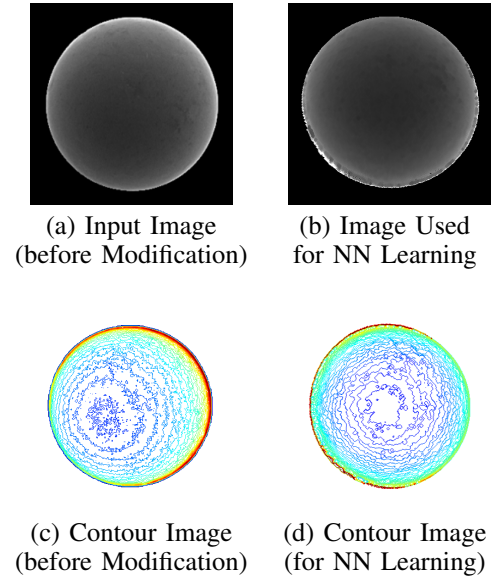 (a) Input Image
(before Modification)
(b) Image Used
for NN Learning
(c) Contour Image
(before Modification)
(d) Contour Image
(for NN Learning)